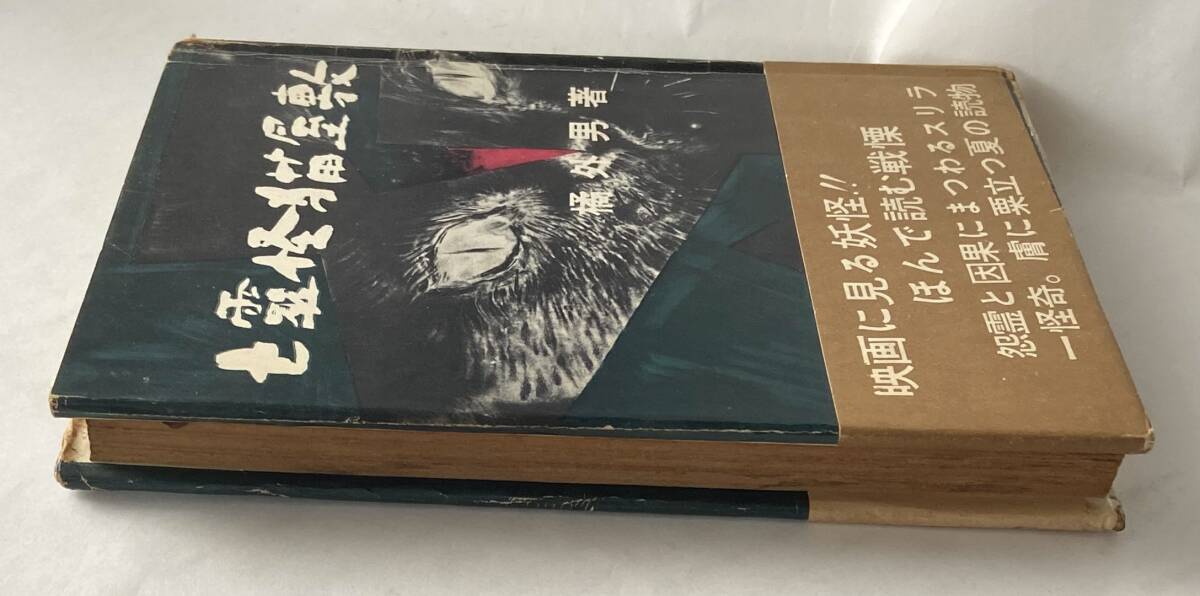 亡靈怪猫屋敷
橘外男著
映画に見る妖怪!!
ほんで読む戦慄
怨霊と因果にまつわるスリラ
ー怪奇。膚に粟立つ夏の読物